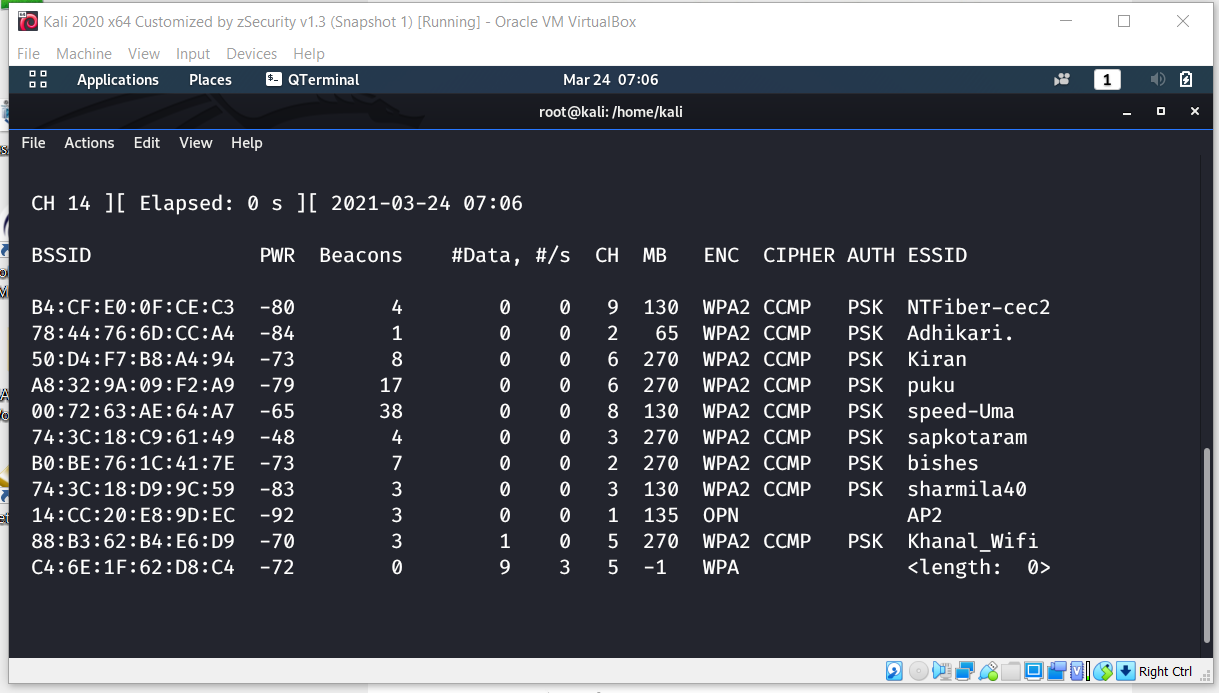 Kali 2020 x64 Customized by zSecurity v1.3 (Snapshot 1) [Running] - Oracle VM VirtualBox
File Machine View Input Devices Help
Applications Places QTerminal Mar 24 07:06 1
root@kali: /home/kali
File Actions Edit View Help
CH 14 ][ Elapsed: 0 s ][ 2021-03-24 07:06
BSSID PWR Beacons #Data, #/s CH MB ENC CIPHER AUTH ESSID
B4:CF:E0:0F:CE:C3 -80 4 0 0 9 130 WPA2 CCMP PSK NTFiber-cec2
78:44:76:6D:CC:A4 -84 1 0 0 2 65 WPA2 CCMP PSK Adhikari.
50:D4:F7:B8:A4:94 -73 8 0 0 6 270 WPA2 CCMP PSK Kiran
A8:32:9A:09:F2:A9 -79 17 0 0 6 270 WPA2 CCMP PSK puku
00:72:63:AE:64:A7 -65 38 0 0 8 130 WPA2 CCMP PSK speed-Uma
74:3C:18:C9:61:49 -48 4 0 0 3 270 WPA2 CCMP PSK sapkotaram
B0:BE:76:1C:41:7E -73 7 0 0 2 270 WPA2 CCMP PSK bishes
74:3C:18:D9:9C:59 -83 3 0 0 3 130 WPA2 CCMP PSK sharmila40
14:CC:20:E8:9D:EC -92 3 0 0 1 135 OPN AP2
88:B3:62:B4:E6:D9 -70 3 1 0 5 270 WPA2 CCMP PSK Khanal_Wifi
C4:6E:1F:62:D8:C4 -72 0 9 3 5 -1 WPA <length: 0>
Right Ctrl